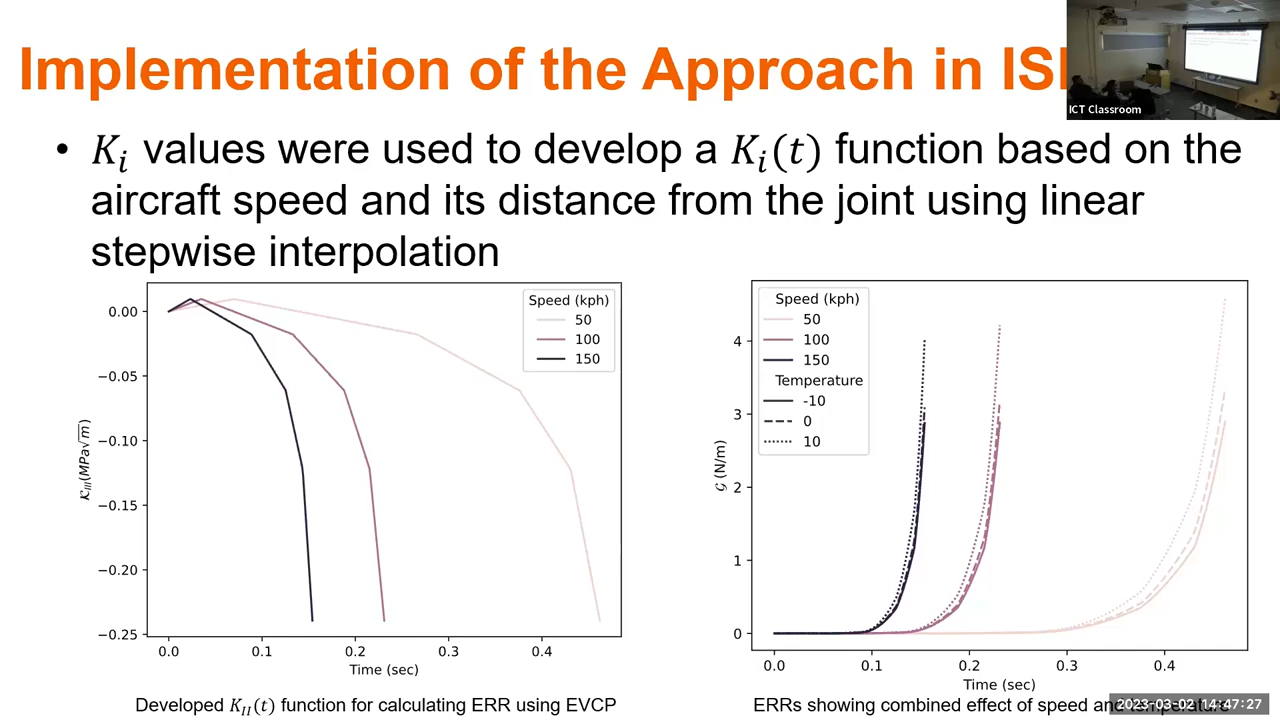 Implementation of the Approach in
ICT Classroom
• K_i values were used to develop a K_i(t) function based on the
aircraft speed and its distance from the joint using linear
stepwise interpolation
Speed (kph)
50
100
150
0.00
−0.05
−0.10
−0.15
−0.20
−0.25
K_III(MPa√m)
0.0 0.1 0.2 0.3 0.4
Time (sec)
Developed K_II(t) function for calculating ERR using EVCP
Speed (kph)
50
100
150
Temperature
-10
0
10
4
3
2
1
0
G (N/m)
0.0 0.1 0.2 0.3 0.4
Time (sec)
ERRs showing combined effect of speed and temperature
2023-03-02 14:47:27